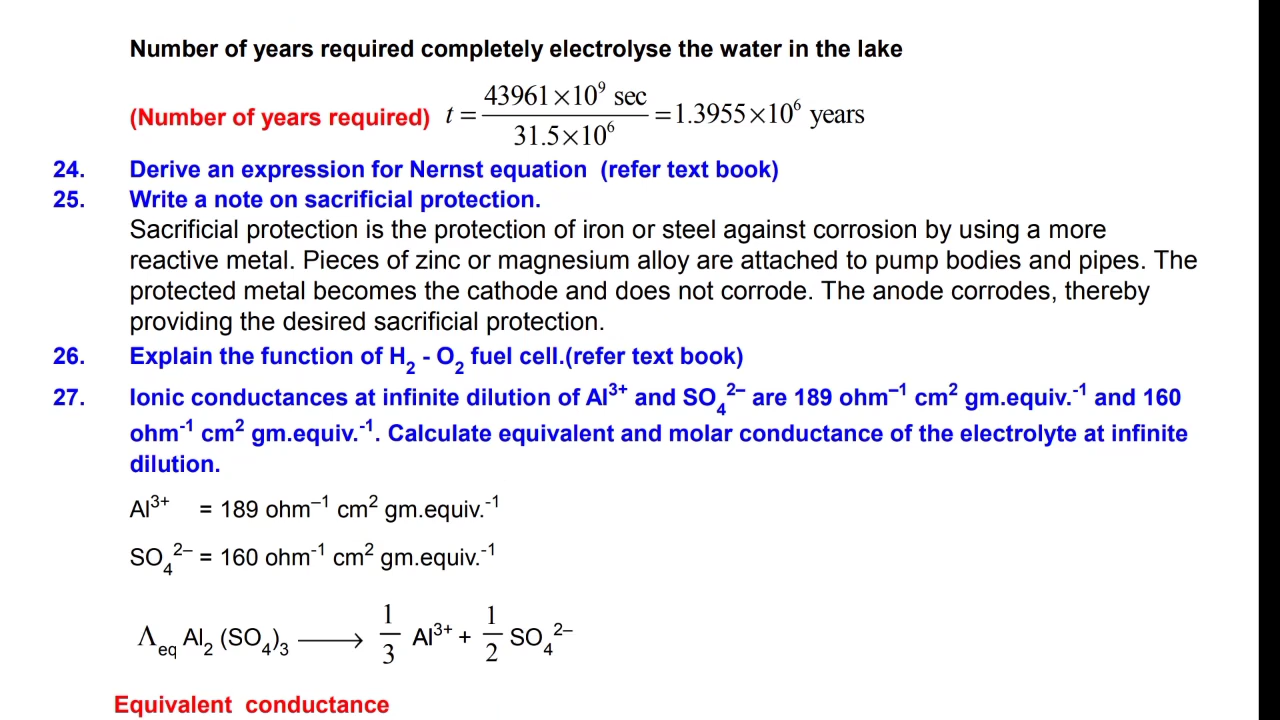 Number of years required completely electrolyse the water in the lake
(Number of years required) t = 43961×10⁹ sec / 31.5×10⁶ = 1.3955×10⁶ years
24. Derive an expression for Nernst equation (refer text book)
25. Write a note on sacrificial protection.
Sacrificial protection is the protection of iron or steel against corrosion by using a more
reactive metal. Pieces of zinc or magnesium alloy are attached to pump bodies and pipes. The
protected metal becomes the cathode and does not corrode. The anode corrodes, thereby
providing the desired sacrificial protection.
26. Explain the function of H₂ - O₂ fuel cell.(refer text book)
27. Ionic conductances at infinite dilution of Al³⁺ and SO₄²⁻ are 189 ohm⁻¹ cm² gm.equiv.⁻¹ and 160
ohm⁻¹ cm² gm.equiv.⁻¹. Calculate equivalent and molar conductance of the electrolyte at infinite
dilution.
Al³⁺ = 189 ohm⁻¹ cm² gm.equiv.⁻¹
SO₄²⁻ = 160 ohm⁻¹ cm² gm.equiv.⁻¹
Λeq Al₂ (SO₄)₃ ⟶ 1/3 Al³⁺ + 1/2 SO₄²⁻
Equivalent conductance